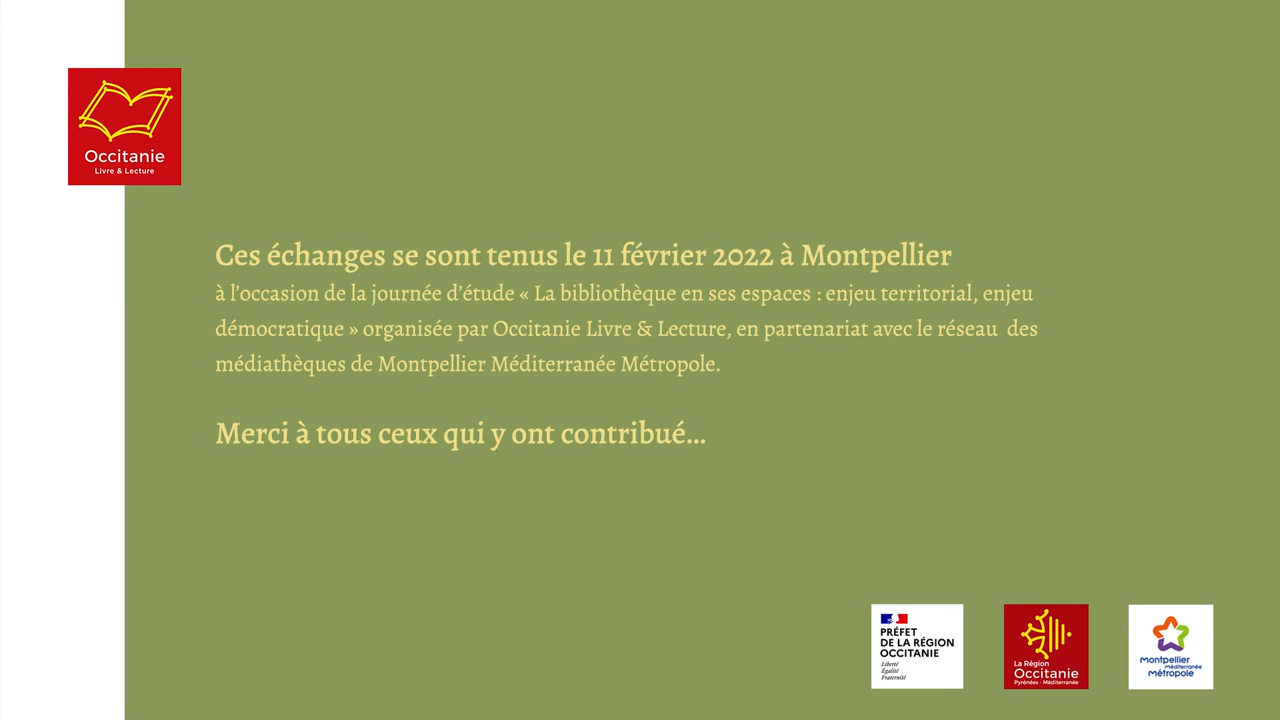 Occitanie
Livre & Lecture
Ces échanges se sont tenus le 11 février 2022 à Montpellier
à l’occasion de la journée d’étude « La bibliothèque en ses espaces : enjeu territorial, enjeu
démocratique » organisée par Occitanie Livre & Lecture, en partenariat avec le réseau des
médiathèques de Montpellier Méditerranée Métropole.
Merci à tous ceux qui y ont contribué...
PRÉFET
DE LA RÉGION
OCCITANIE
Liberté
Égalité
Fraternité
La Région
Occitanie
Pyrénées - Méditerranée
Montpellier
Méditerranée
Métropole